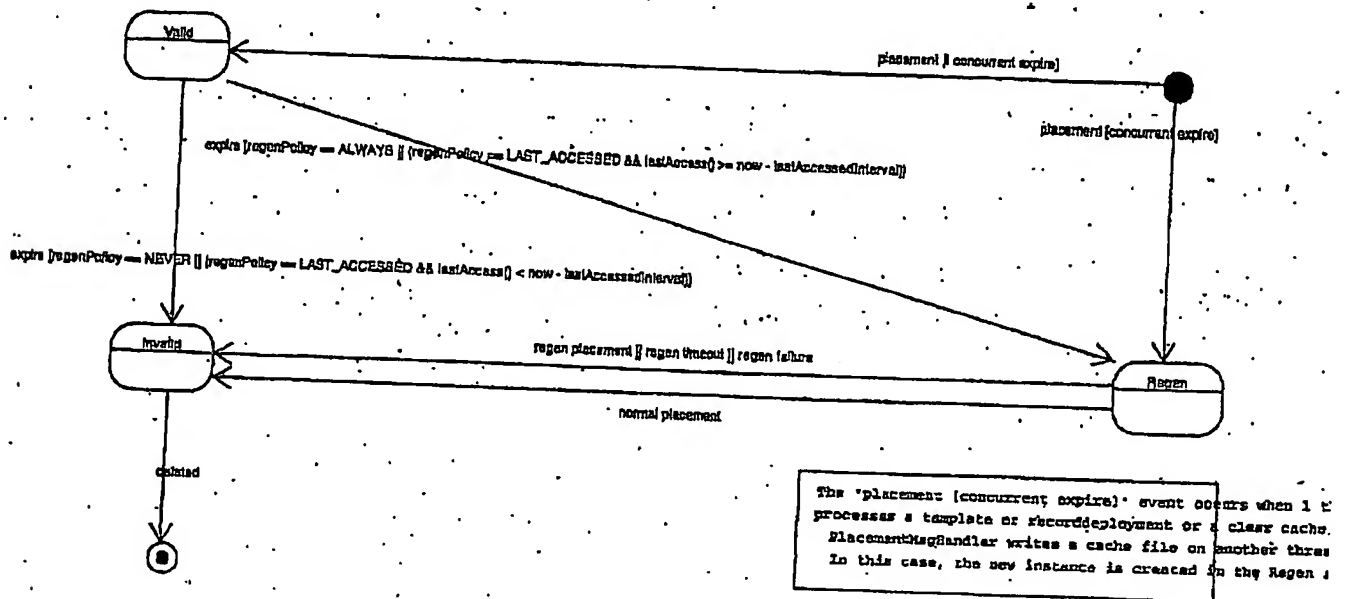 Valid
placement [! concurrent expire]
placement [concurrent expire]
expire [regenPolicy == ALWAYS || (regenPolicy == LAST_ACCESSED && lastAccess() >= now - lastAccessedInterval)]
expire [regenPolicy == NEVER || (regenPolicy == LAST_ACCESSED && lastAccess() < now - lastAccessedInterval)]
Invalid
regen placement || regen timeout || regen failure
Regen
normal placement
deleted
The "placement [concurrent expire]" event occurs when 1 t
processes a template or recorddeployment or a clear cache.
PlacementMsgHandler writes a cache file on another threa
In this case, the new instance is created in the Regen